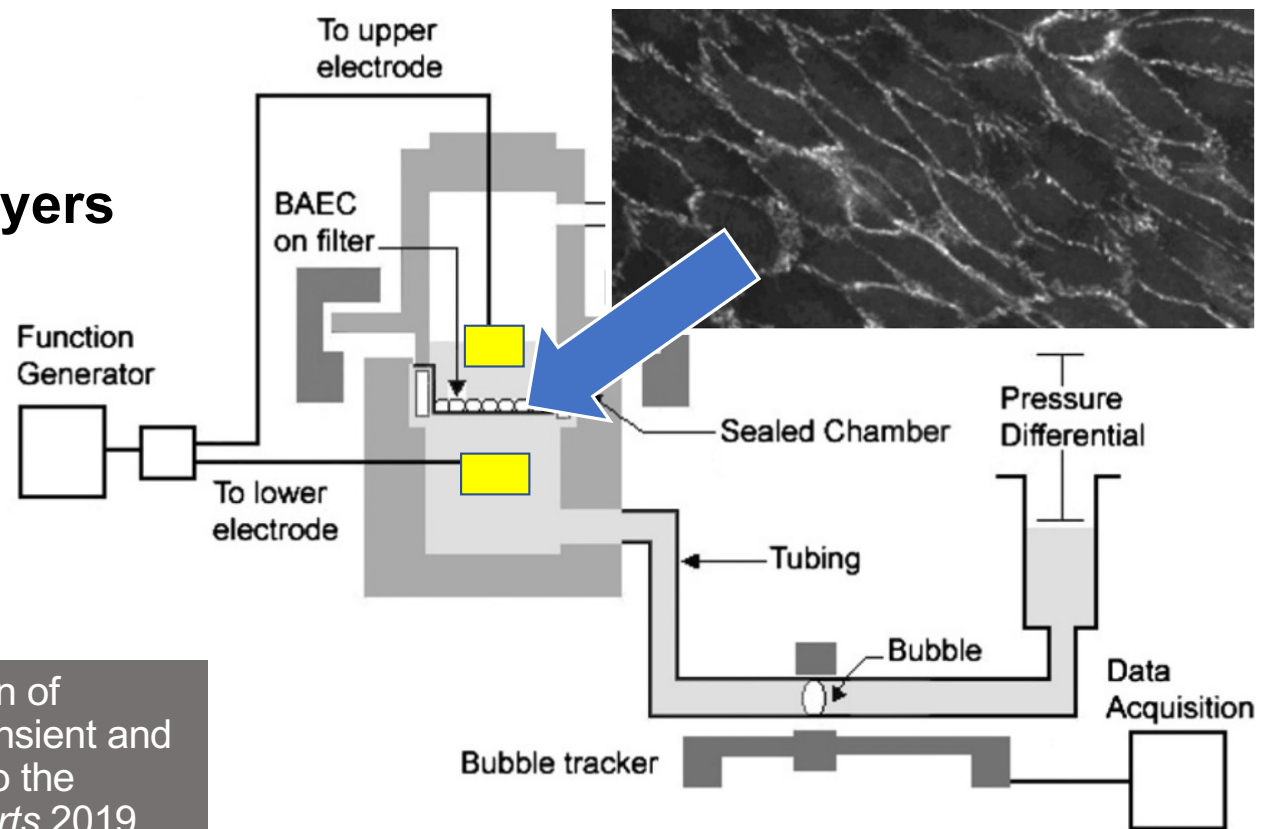 To upper
electrode
yers
BAEC
on filter
Function
Generator
Pressure
Differential
Sealed Chamber
To lower
electrode
Tubing
Bubble
Data
Acquisition
Bubble tracker
n of
nsient and
o the
rts 2019